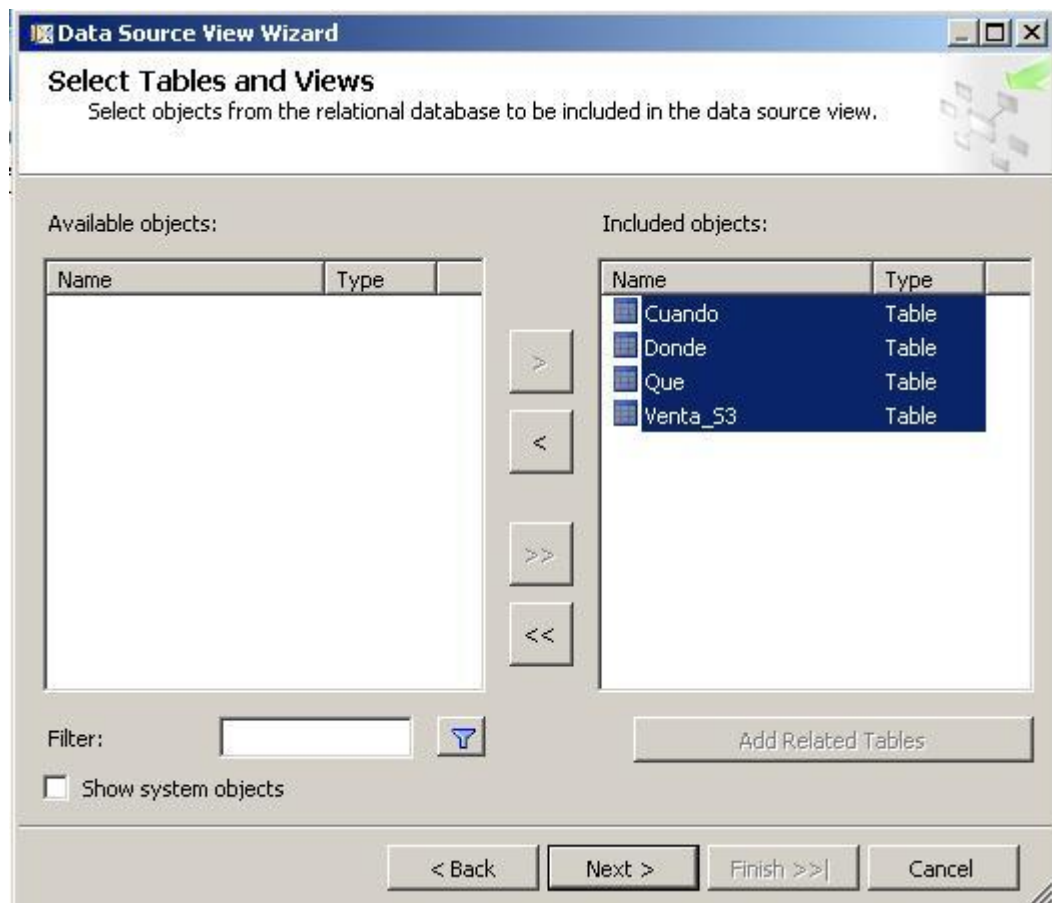 Data Source View Wizard
Select Tables and Views
Select objects from the relational database to be included in the data source view.
Available objects:
Name Type
Included objects:
Name Type
Cuando Table
Donde Table
Que Table
Venta_S3 Table
>
<
>>
<<
Filter:
Add Related Tables
Show system objects
< Back Next > Finish >>| Cancel